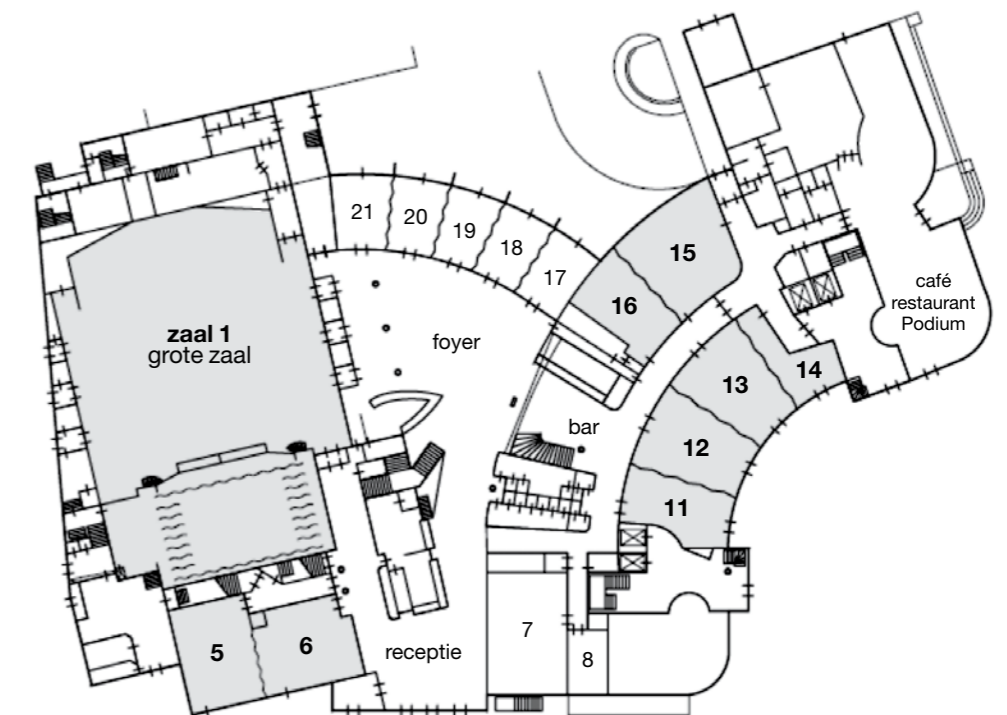 21
20
19
18
17
15
16
zaal 1
grote zaal
foyer
café
restaurant
Podium
14
13
bar
12
11
5
6
receptie
7
8